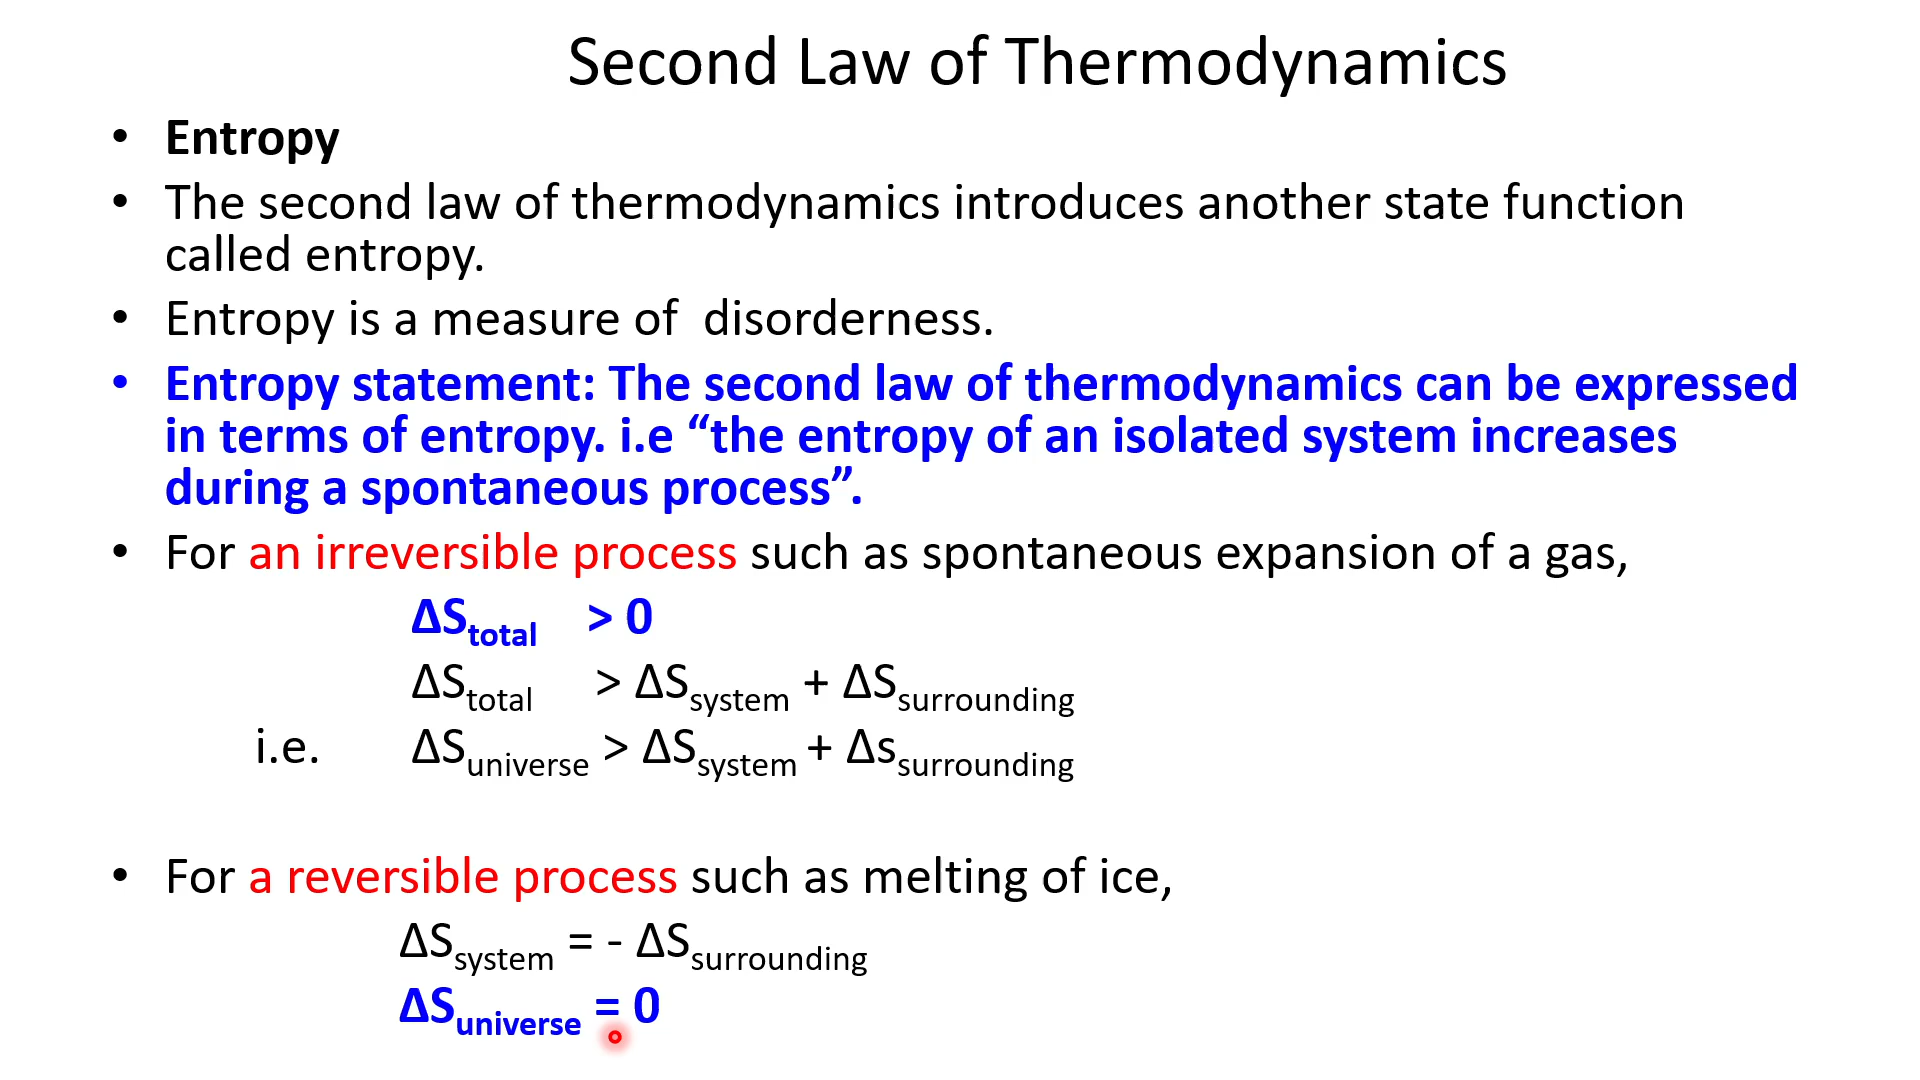 Second Law of Thermodynamics
• Entropy
• The second law of thermodynamics introduces another state function
called entropy.
• Entropy is a measure of  disorderness.
• Entropy statement: The second law of thermodynamics can be expressed
in terms of entropy. i.e “the entropy of an isolated system increases
during a spontaneous process”.
• For an irreversible process such as spontaneous expansion of a gas,
ΔStotal > 0
ΔStotal > ΔSsystem + ΔSsurrounding
i.e. ΔSuniverse > ΔSsystem + Δssurrounding
• For a reversible process such as melting of ice,
ΔSsystem = - ΔSsurrounding
ΔSuniverse = 0